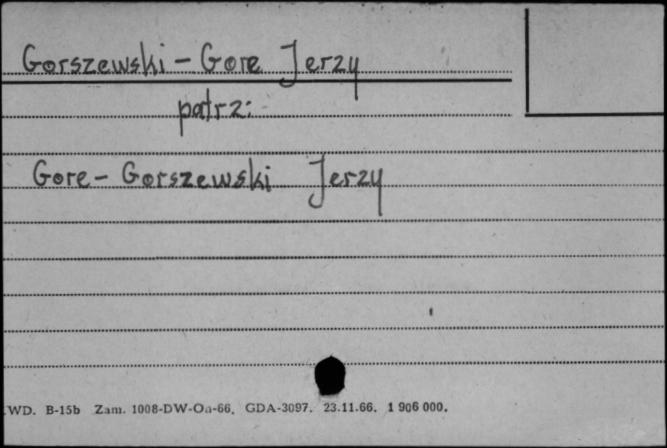 Gorszewski - Gore Jerzy
patrz:
Gore - Gorszewski Jerzy
WD. B-15b Zam. 1008-DW-Oa-66. GDA-3097. 23.11.66. 1 906 000.